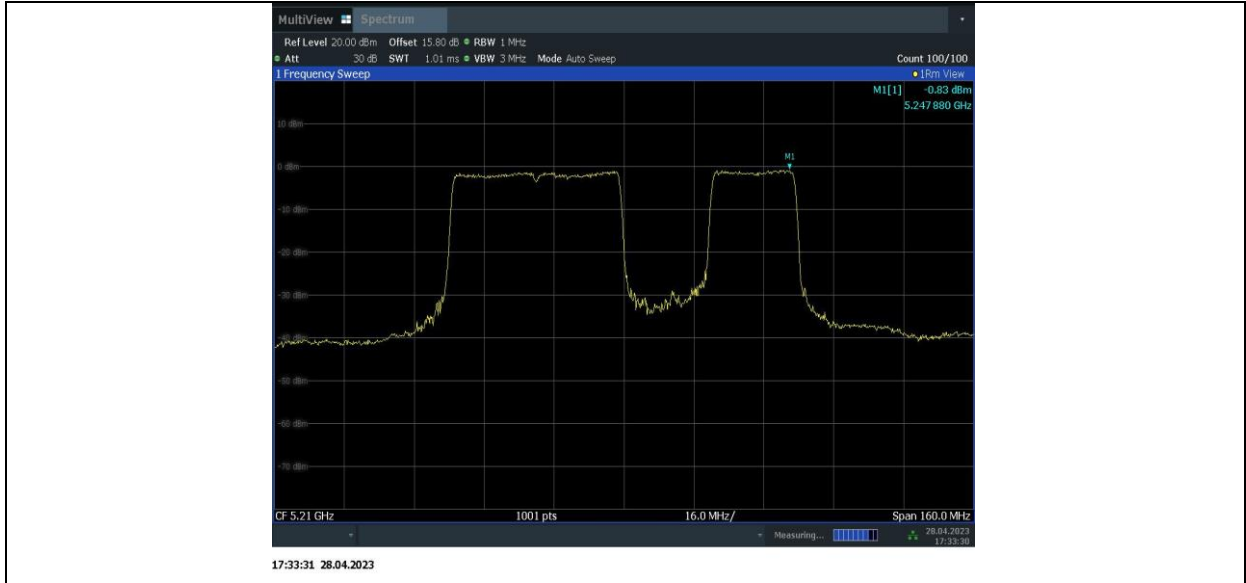 MultiView Spectrum
Ref Level 20.00 dBm Offset 15.80 dB RBW 1 MHz
Att 30 dB SWT 1.01 ms VBW 3 MHz Mode Auto Sweep Count 100/100
1 Frequency Sweep 1Rm View
M1[1] -0.83 dBm
5.247 880 GHz
10 dBm
M1
0 dBm
-10 dBm
-20 dBm
-30 dBm
-40 dBm
-50 dBm
-60 dBm
-70 dBm
CF 5.21 GHz 1001 pts 16.0 MHz/ Span 160.0 MHz
Measuring... 28.04.2023
17:33:30
17:33:31 28.04.2023